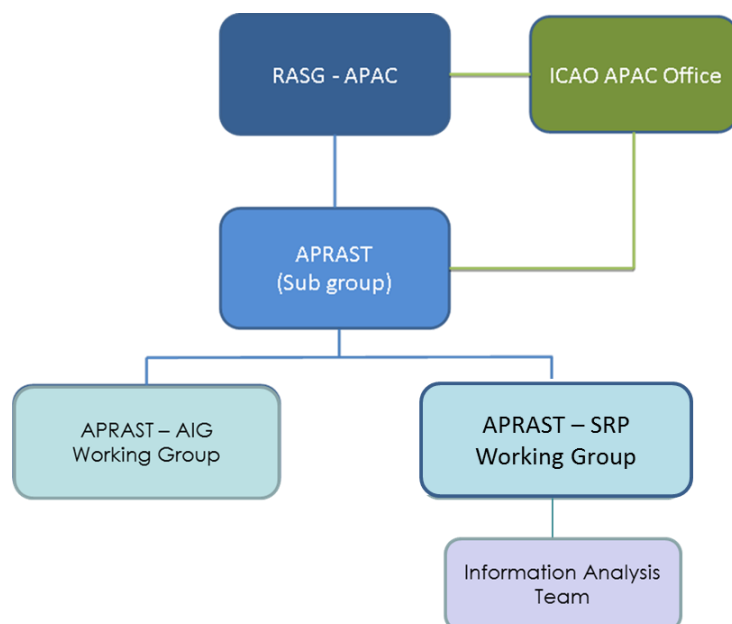 RASG - APAC
ICAO APAC Office
APRAST
(Sub group)
APRAST – AIG
Working Group
APRAST – SRP
Working Group
Information Analysis
Team